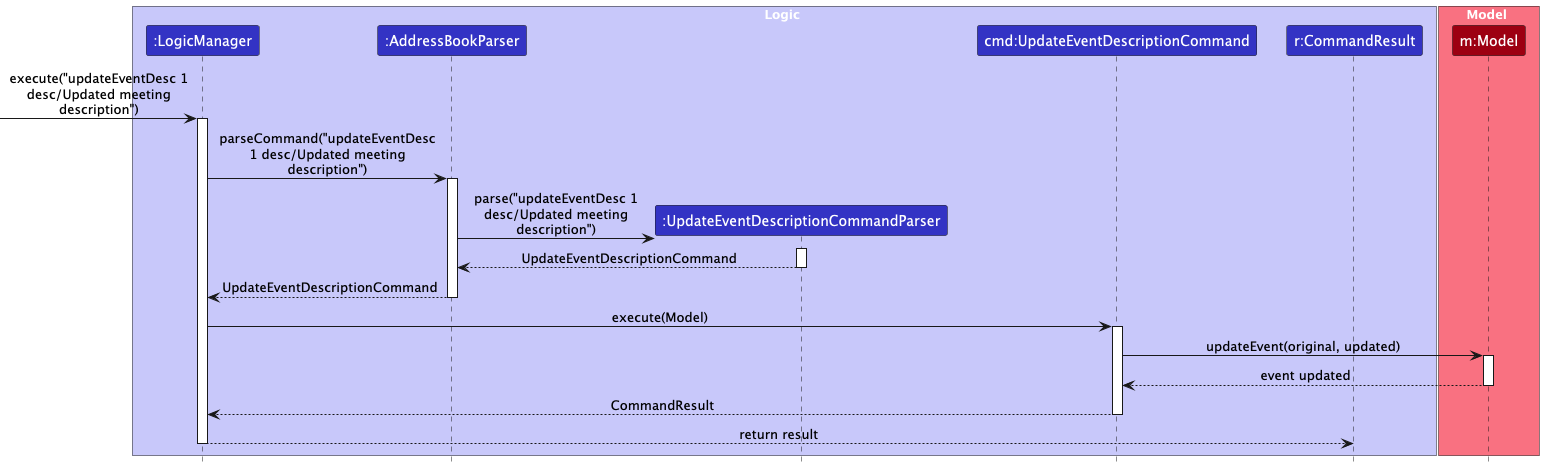 Logic
Model
:LogicManager
:AddressBookParser
cmd:UpdateEventDescriptionCommand
r:CommandResult
m:Model
execute("updateEventDesc 1
desc/Updated meeting
description")
parseCommand("updateEventDesc
1 desc/Updated meeting
description")
parse("updateEventDesc 1
desc/Updated meeting
description")
:UpdateEventDescriptionCommandParser
UpdateEventDescriptionCommand
UpdateEventDescriptionCommand
execute(Model)
updateEvent(original, updated)
event updated
CommandResult
return result